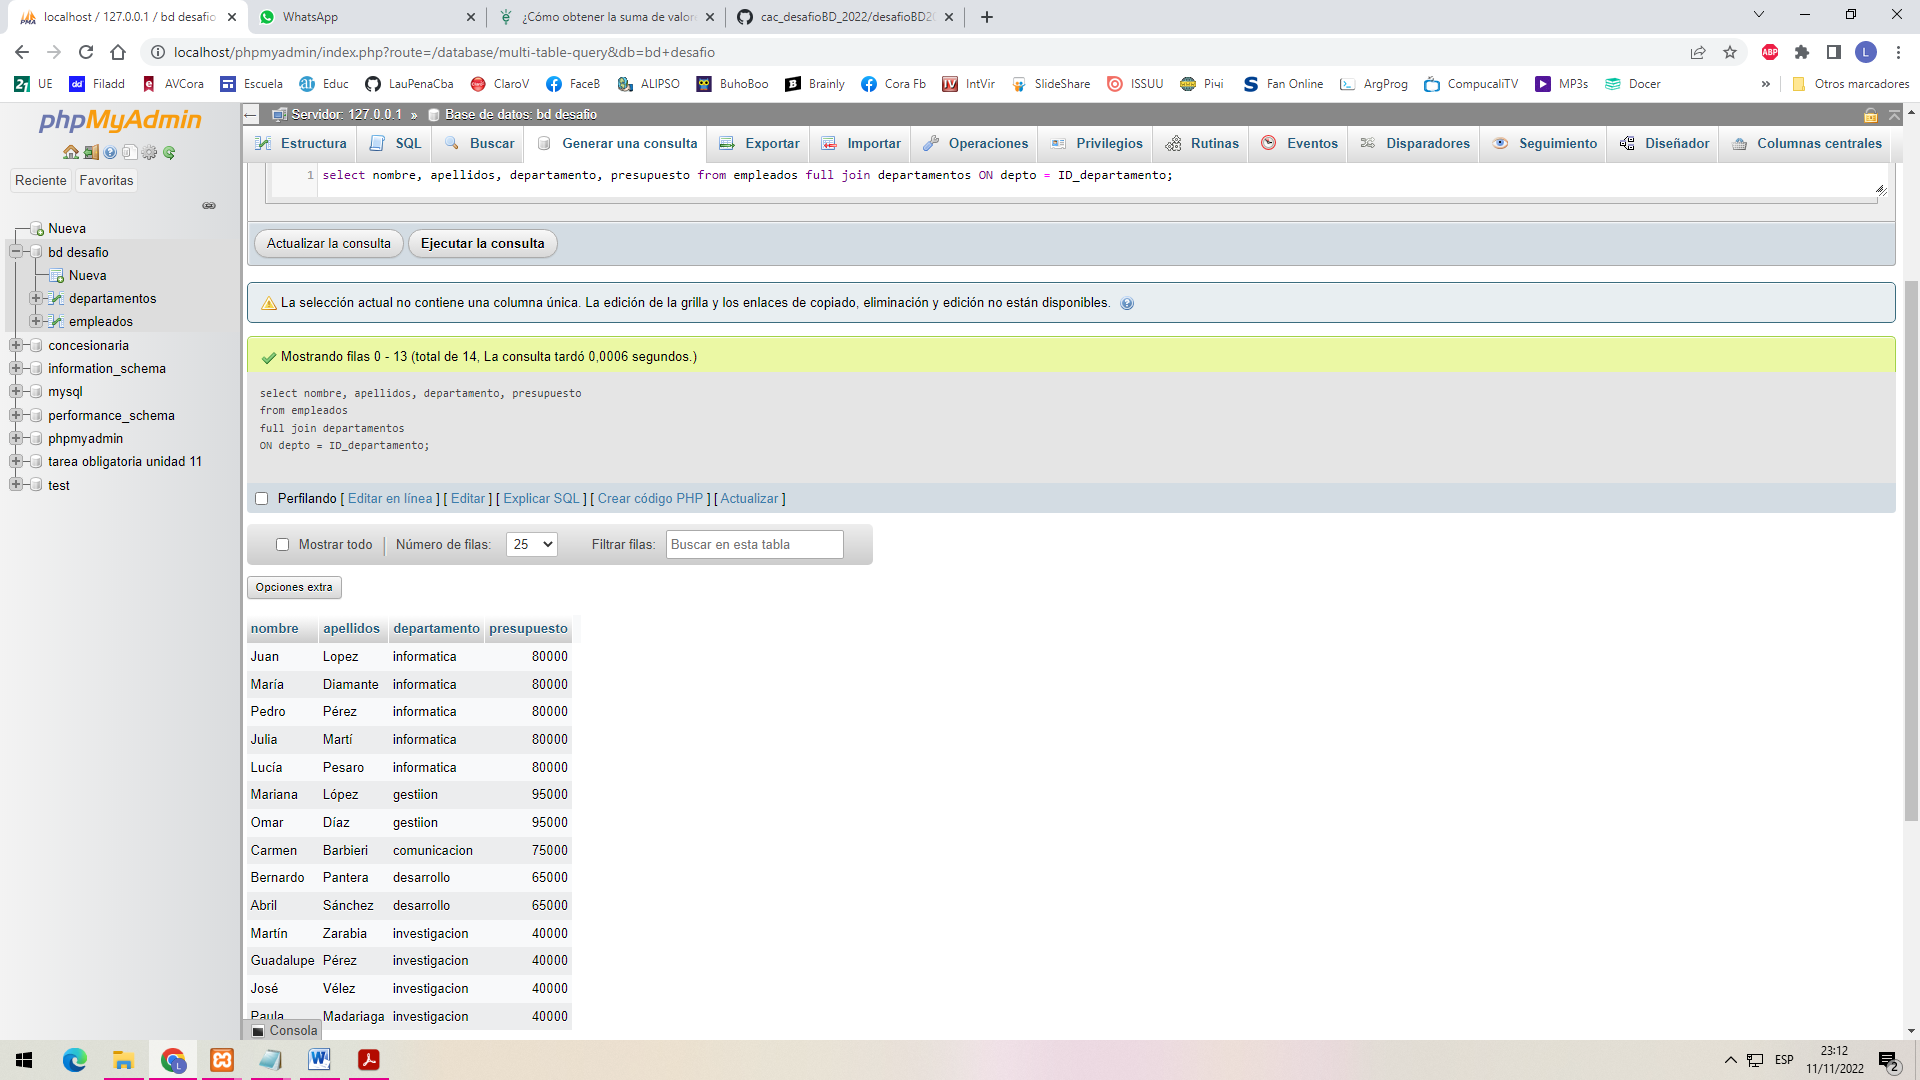 localhost / 127.0.0.1 / bd desafio
WhatsApp
¿Cómo obtener la suma de valor
cac_desafioBD_2022/desafioBD20
localhost/phpmyadmin/index.php?route=/database/multi-table-query&db=bd+desafio
ABP
L
UE
Filadd
AVCora
Escuela
Educ
LauPenaCba
ClaroV
FaceB
ALIPSO
BuhoBoo
Brainly
Cora Fb
IntVir
SlideShare
ISSUU
Piui
Fan Online
ArgProg
CompucaliTV
MP3s
Docer
»
Otros marcadores
phpMyAdmin
Reciente
Favoritas
Nueva
bd desafio
Nueva
departamentos
empleados
concesionaria
information_schema
mysql
performance_schema
phpmyadmin
tarea obligatoria unidad 11
test
Servidor: 127.0.0.1 » Base de datos: bd desafio
Estructura
SQL
Buscar
Generar una consulta
Exportar
Importar
Operaciones
Privilegios
Rutinas
Eventos
Disparadores
Seguimiento
Diseñador
Columnas centrales
1 select nombre, apellidos, departamento, presupuesto from empleados full join departamentos ON depto = ID_departamento;
Actualizar la consulta
Ejecutar la consulta
La selección actual no contiene una columna única. La edición de la grilla y los enlaces de copiado, eliminación y edición no están disponibles.
Mostrando filas 0 - 13 (total de 14, La consulta tardó 0,0006 segundos.)
select nombre, apellidos, departamento, presupuesto
from empleados
full join departamentos
ON depto = ID_departamento;
Perfilando [ Editar en línea ] [ Editar ] [ Explicar SQL ] [ Crear código PHP ] [ Actualizar ]
Mostrar todo
Número de filas:
25
Filtrar filas:
Buscar en esta tabla
Opciones extra
nombre apellidos departamento presupuesto
Juan Lopez informatica 80000
María Diamante informatica 80000
Pedro Pérez informatica 80000
Julia Martí informatica 80000
Lucía Pesaro informatica 80000
Mariana López gestiion 95000
Omar Díaz gestiion 95000
Carmen Barbieri comunicacion 75000
Bernardo Pantera desarrollo 65000
Abril Sánchez desarrollo 65000
Martín Zarabia investigacion 40000
Guadalupe Pérez investigacion 40000
José Vélez investigacion 40000
Paula Madariaga investigacion 40000
Consola
ESP
23:12
11/11/2022
2